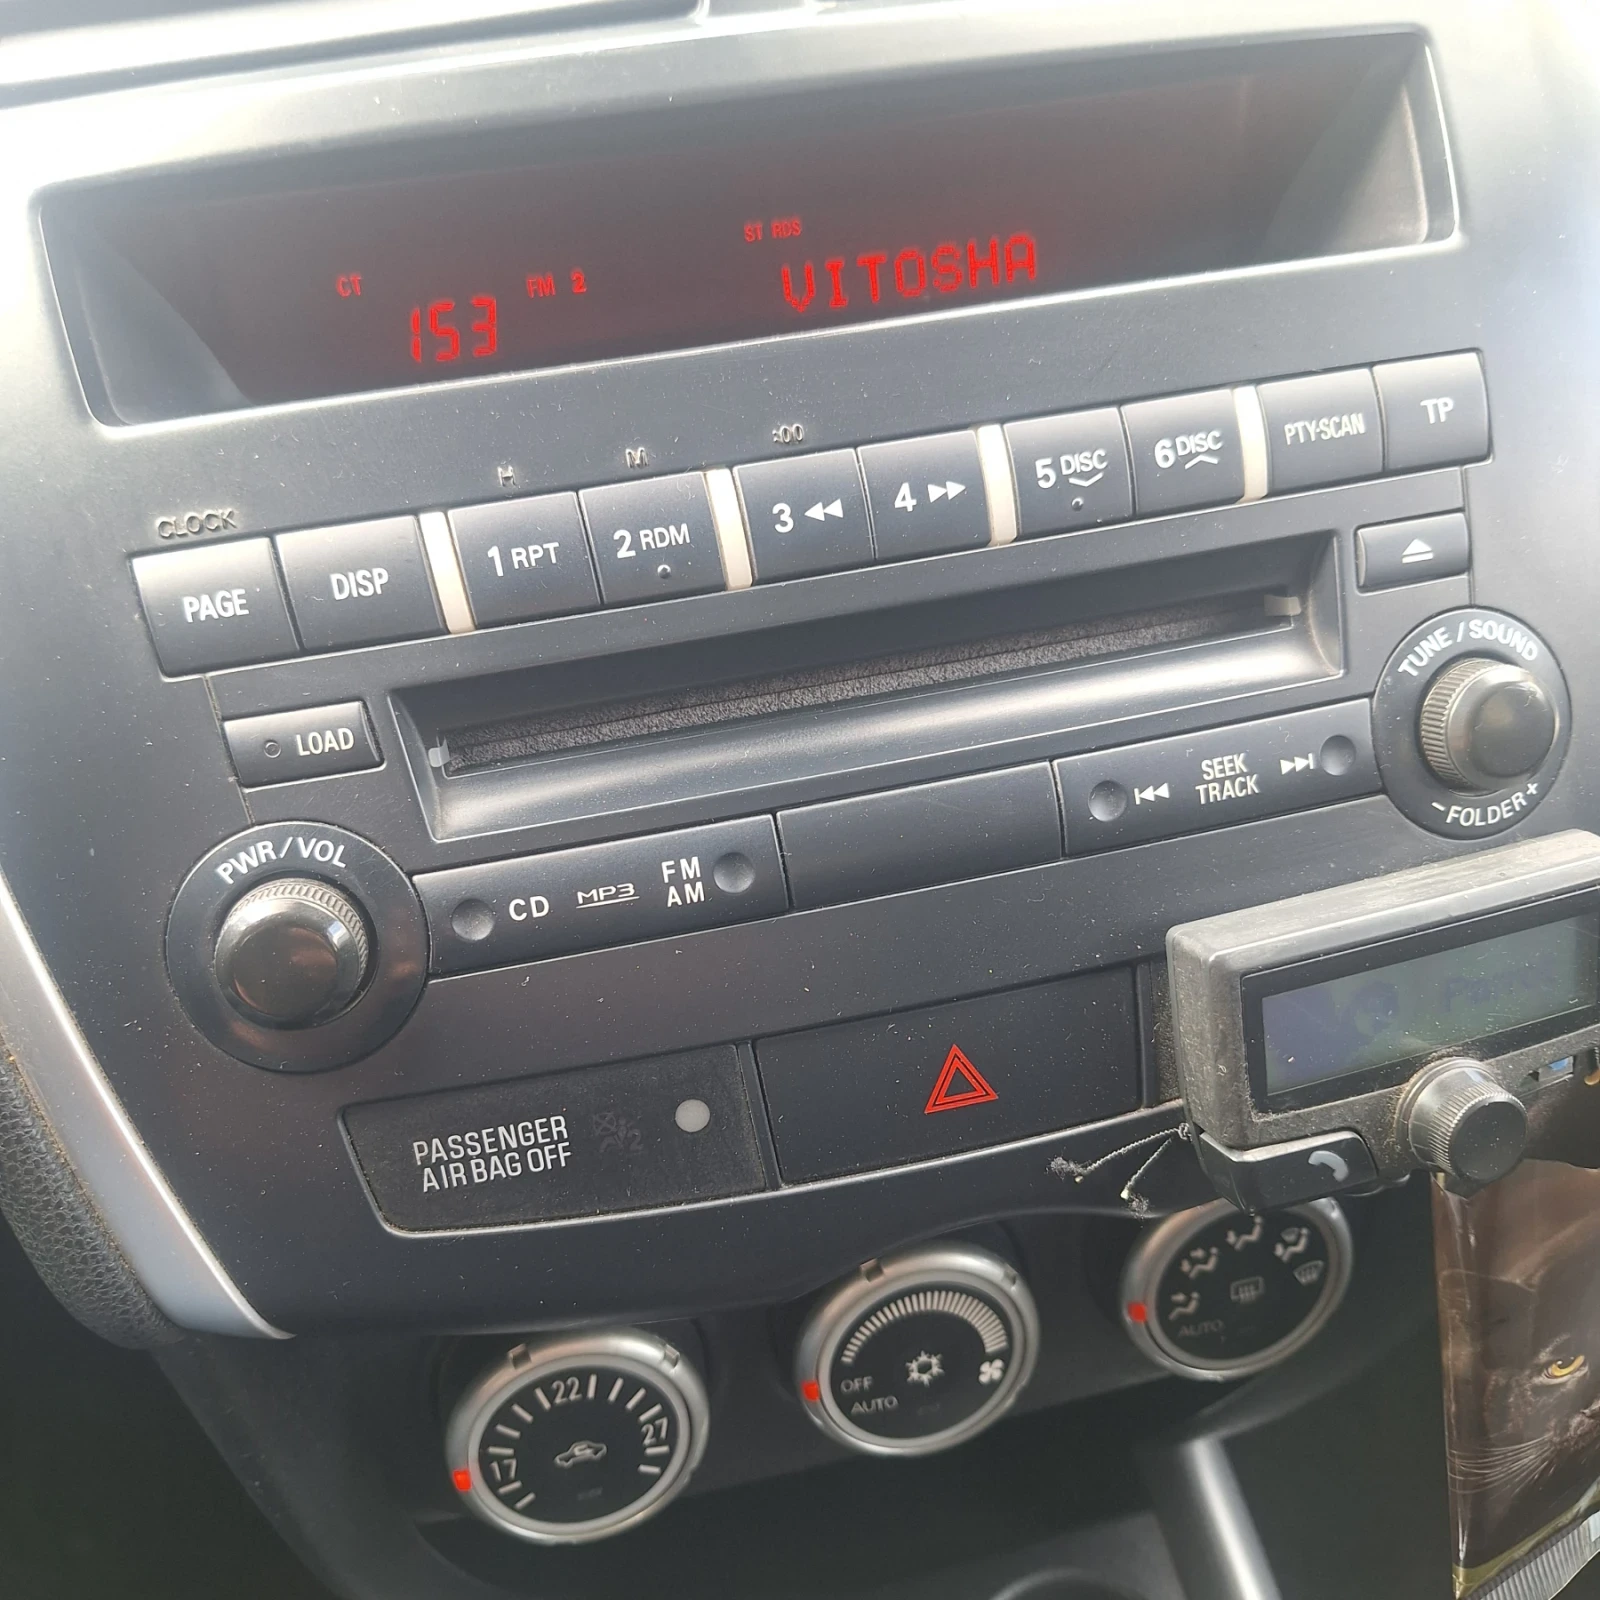 ST RDS
CT
FM 2
VITOSHA
153
CLOCK
H
M
:00
PAGE
DISP
1 RPT
2 RDM
3
4
5 DISC
6 DISC
PTY·SCAN
TP
LOAD
TUNE / SOUND
- FOLDER +
SEEK
TRACK
PWR/VOL
CD
MP3
FM
AM
PASSENGER
AIR BAG OFF
17
22
27
OFF
AUTO
AUTO